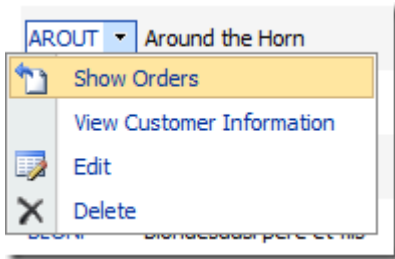 AROUT Around the Horn
Show Orders
View Customer Information
Edit
Delete